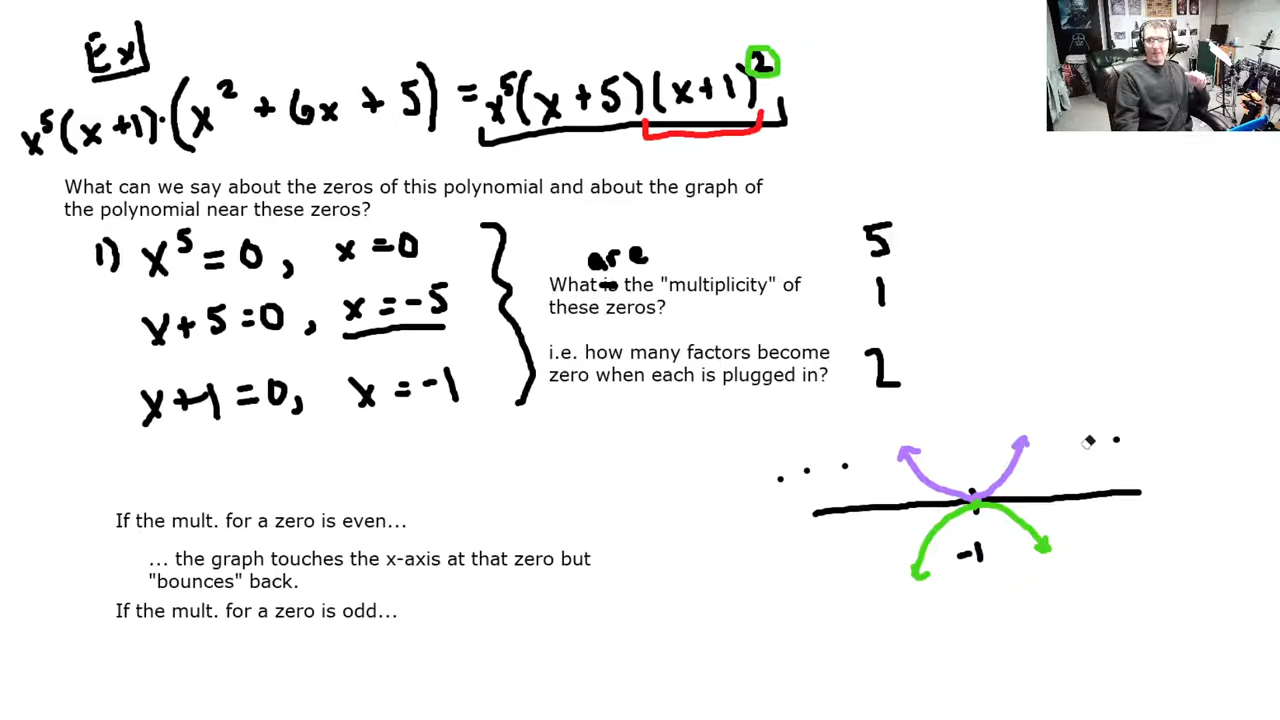 Ex
x⁵(x+1)·(x² + 6x + 5) = x⁵(x+5)(x+1)²
What can we say about the zeros of this polynomial and about the graph of
the polynomial near these zeros?
1) x⁵ = 0, x = 0
x+5 = 0, x = -5
x+1 = 0, x = -1
are
What is the "multiplicity" of
these zeros?
i.e. how many factors become
zero when each is plugged in?
5
1
2
If the mult. for a zero is even...
... the graph touches the x-axis at that zero but
"bounces" back.
If the mult. for a zero is odd...
-1